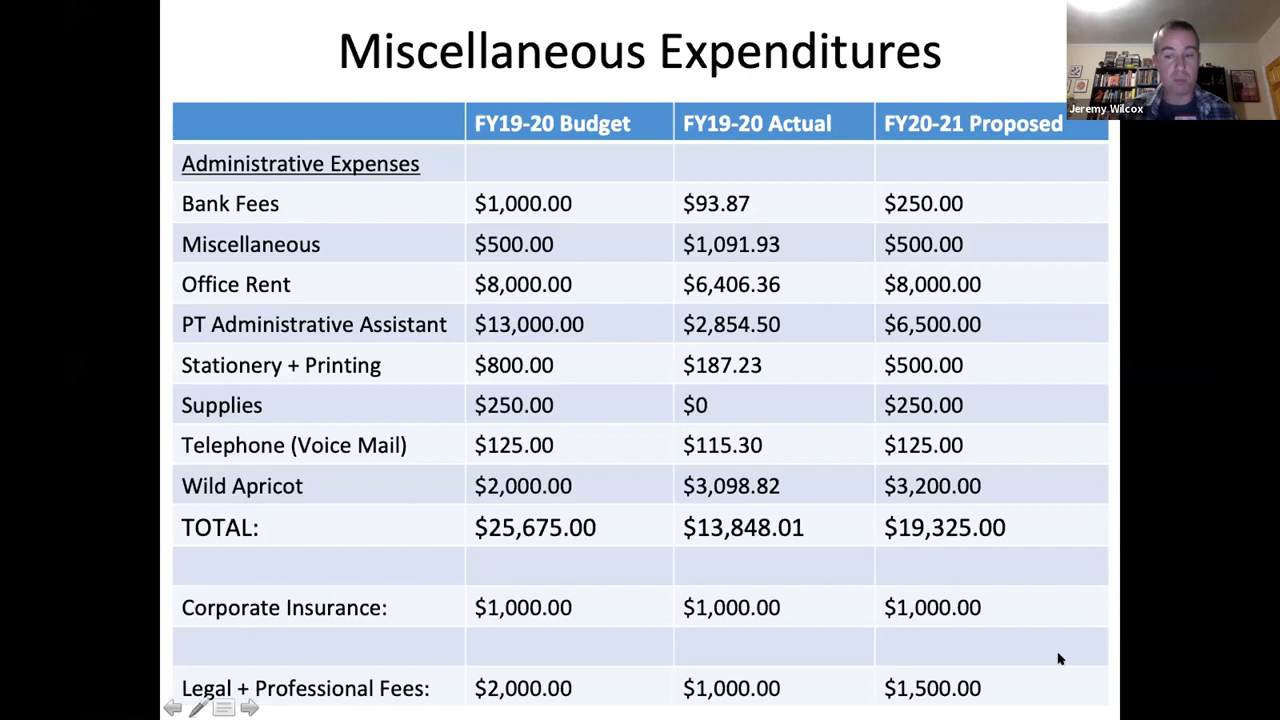 Miscellaneous Expenditures
Jeremy Wilcox
FY19-20 Budget FY19-20 Actual FY20-21 Proposed
Administrative Expenses
Bank Fees $1,000.00 $93.87 $250.00
Miscellaneous $500.00 $1,091.93 $500.00
Office Rent $8,000.00 $6,406.36 $8,000.00
PT Administrative Assistant $13,000.00 $2,854.50 $6,500.00
Stationery + Printing $800.00 $187.23 $500.00
Supplies $250.00 $0 $250.00
Telephone (Voice Mail) $125.00 $115.30 $125.00
Wild Apricot $2,000.00 $3,098.82 $3,200.00
TOTAL: $25,675.00 $13,848.01 $19,325.00
Corporate Insurance: $1,000.00 $1,000.00 $1,000.00
Legal + Professional Fees: $2,000.00 $1,000.00 $1,500.00